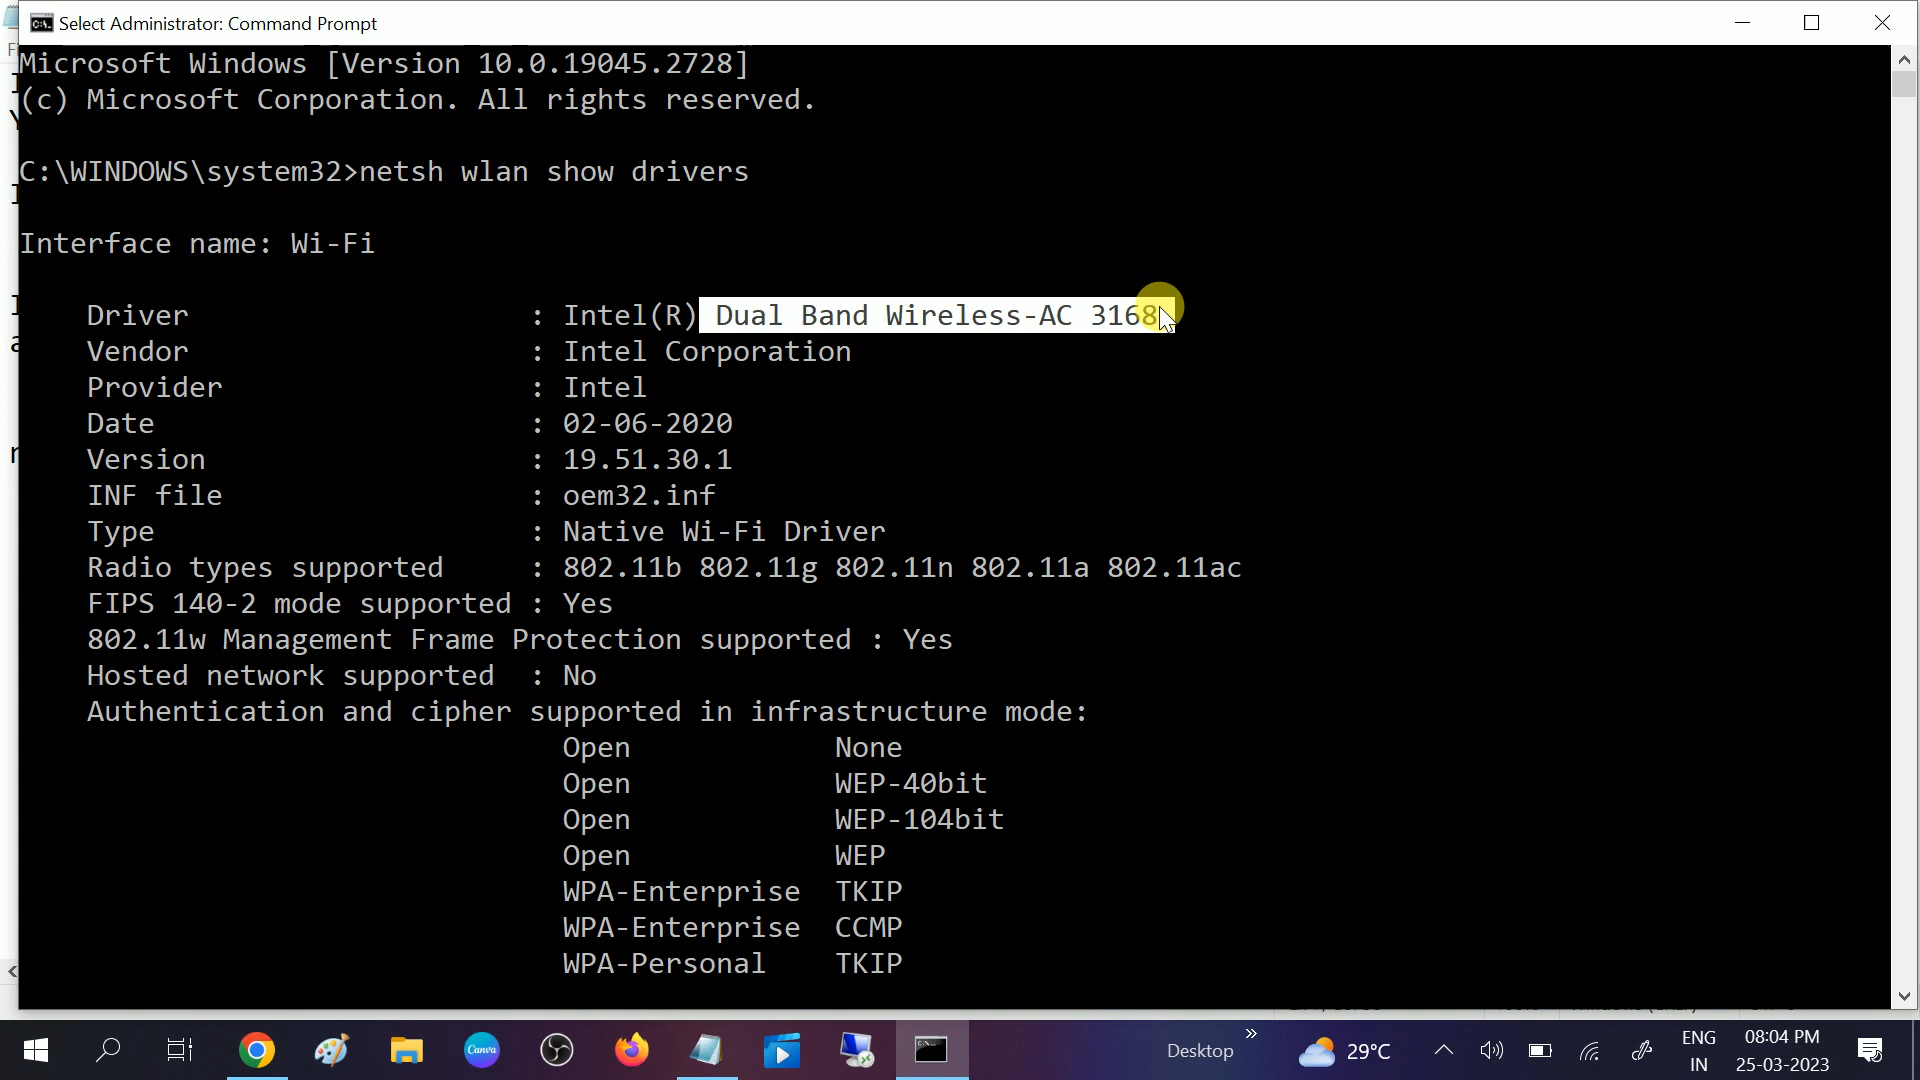 Select Administrator: Command Prompt
Microsoft Windows [Version 10.0.19045.2728]
(c) Microsoft Corporation. All rights reserved.
C:\WINDOWS\system32>netsh wlan show drivers
Interface name: Wi-Fi
Driver : Intel(R) Dual Band Wireless-AC 3168
Vendor : Intel Corporation
Provider : Intel
Date : 02-06-2020
Version : 19.51.30.1
INF file : oem32.inf
Type : Native Wi-Fi Driver
Radio types supported : 802.11b 802.11g 802.11n 802.11a 802.11ac
FIPS 140-2 mode supported : Yes
802.11w Management Frame Protection supported : Yes
Hosted network supported : No
Authentication and cipher supported in infrastructure mode:
Open None
Open WEP-40bit
Open WEP-104bit
Open WEP
WPA-Enterprise TKIP
WPA-Enterprise CCMP
WPA-Personal TKIP
Canva
Desktop
29°C
ENG
IN
08:04 PM
25-03-2023